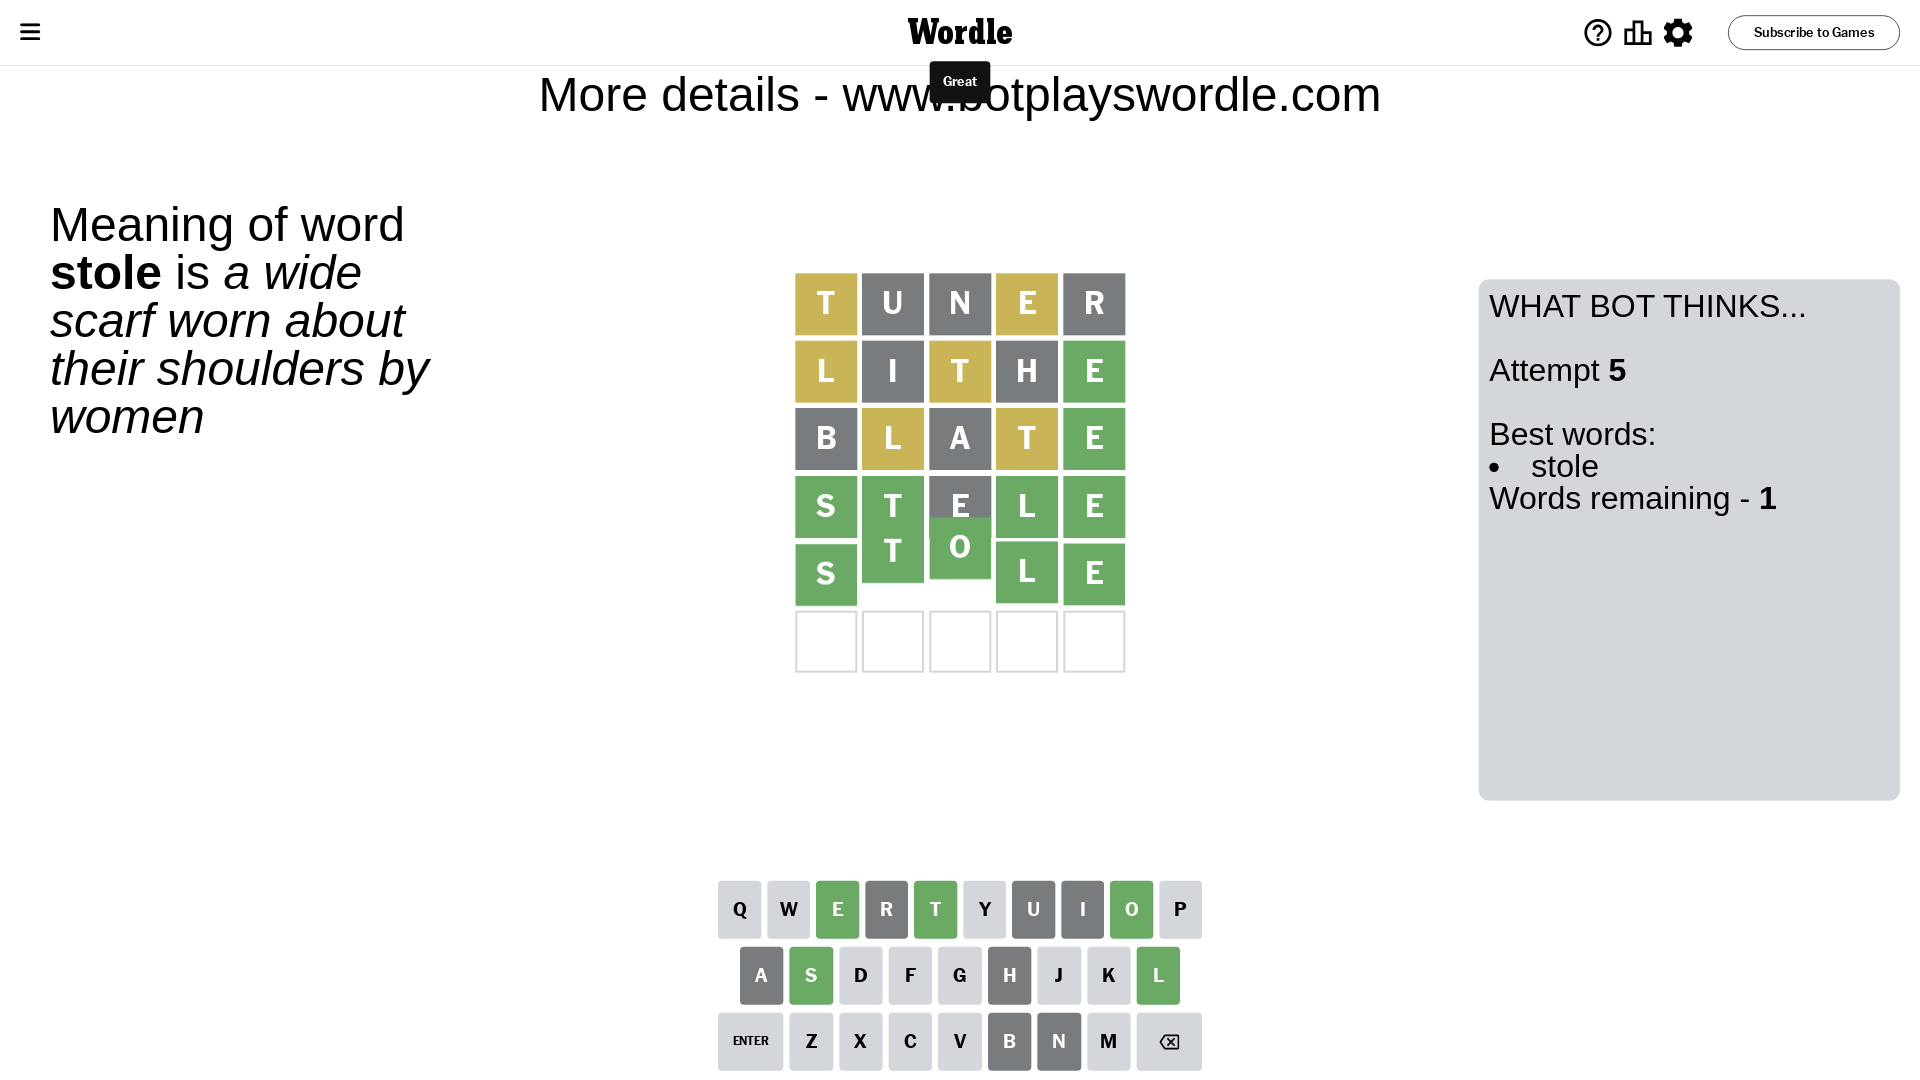 Wordle
Subscribe to Games
Great
More details - www.botplayswordle.com
Meaning of word
stole is a wide
scarf worn about
their shoulders by
women
T U N E R
L I T H E
B L A T E
S T E L E
S T O L E
WHAT BOT THINKS...
Attempt 5
Best words:
• stole
Words remaining - 1
Q W E R T Y U I O P
A S D F G H J K L
ENTER Z X C V B N M